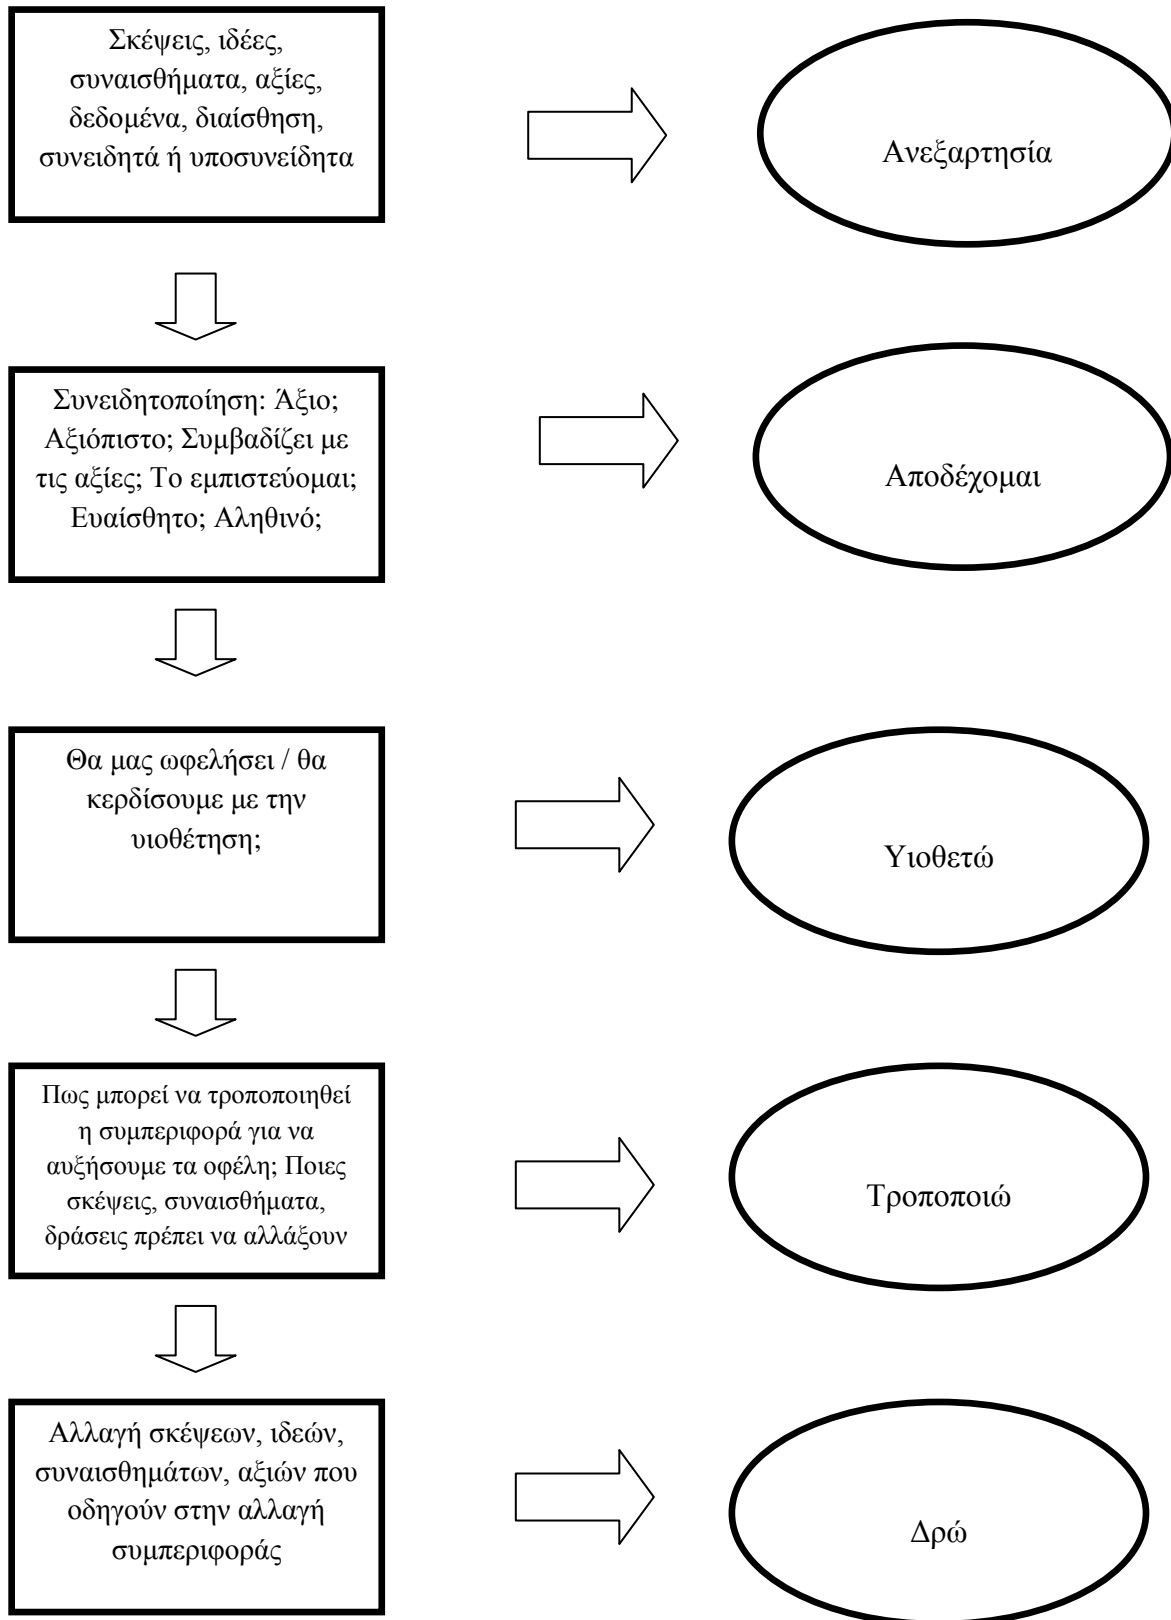 Σκέψεις, ιδέες,
συναισθήματα, αξίες,
δεδομένα, διαίσθηση,
συνειδητά ή υποσυνείδητα
Ανεξαρτησία
Συνειδητοποίηση: Άξιο;
Αξιόπιστο; Συμβαδίζει με
τις αξίες; Το εμπιστεύομαι;
Ευαίσθητο; Αληθινό;
Αποδέχομαι
Θα μας ωφελήσει / θα
κερδίσουμε με την
υιοθέτηση;
Υιοθετώ
Πως μπορεί να τροποποιηθεί
η συμπεριφορά για να
αυξήσουμε τα οφέλη; Ποιες
σκέψεις, συναισθήματα,
δράσεις πρέπει να αλλάξουν
Τροποποιώ
Αλλαγή σκέψεων, ιδεών,
συναισθημάτων, αξιών που
οδηγούν στην αλλαγή
συμπεριφοράς
Δρώ